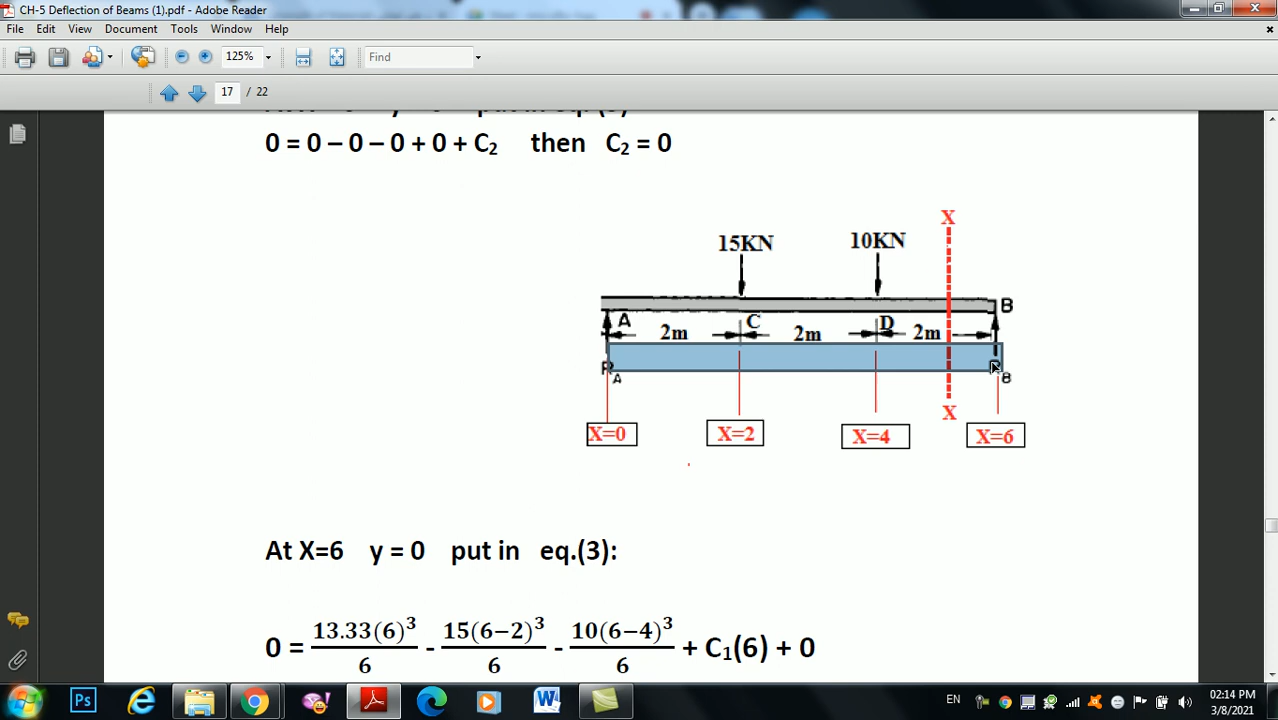 CH-5 Deflection of Beams (1).pdf - Adobe Reader
File Edit View Document Tools Window Help
125% Find
17 / 22
0 = 0 – 0 – 0 + 0 + C₂ then C₂ = 0
X
15KN 10KN
B
A C D
2m 2m 2m
A B
X
X=0 X=2 X=4 X=6
At X=6 y = 0 put in eq.(3):
0 = 13.33(6)³/6 - 15(6−2)³/6 - 10(6−4)³/6 + C₁(6) + 0
Ps W EN 02:14 PM
3/8/2021